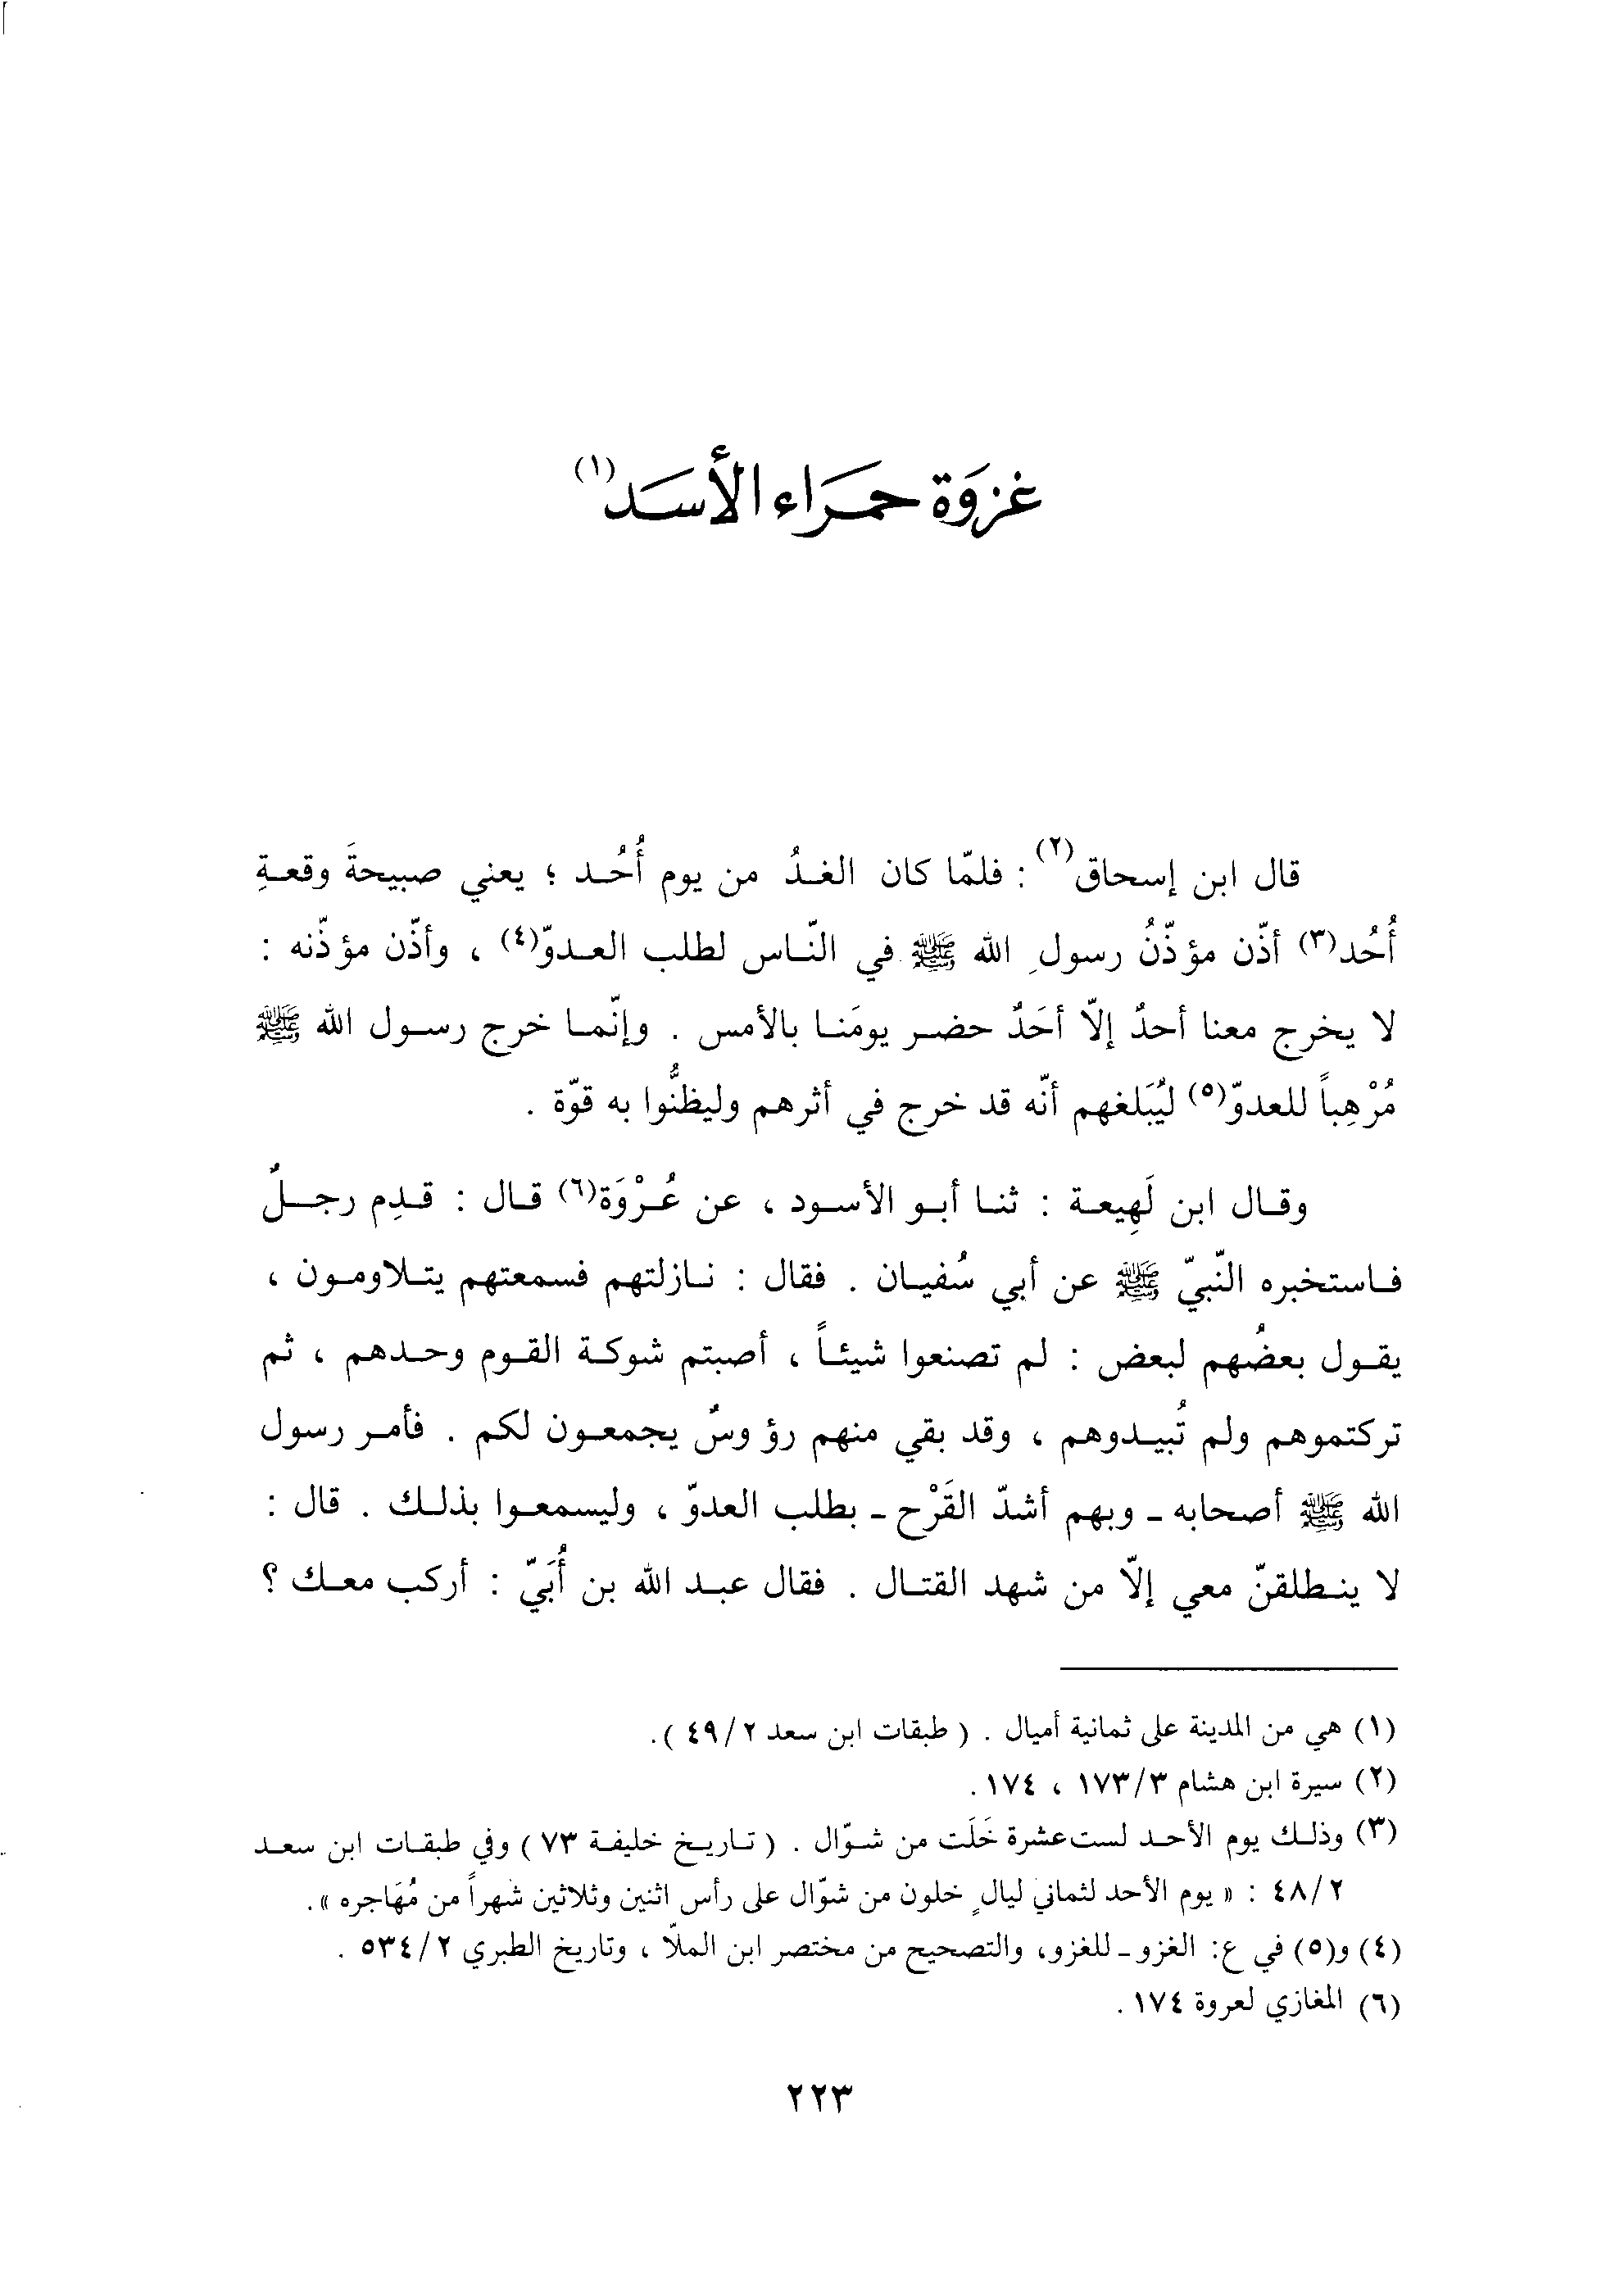 غزوَة حمَراء الأسَد(١)
قال ابن إسحاق(٢) : فلمّا كان الغدُ من يوم أُحُد ؛ يعني صبيحةَ وقعةِ
أُحُد(٣) أذّن مؤذّنُ رسولِ الله ﷺ في النّاس لطلب العدوّ(٤) ، وأذّن مؤذّنه :
لا يخرج معنا أحدٌ إلاّ أحَدٌ حضر يومَنا بالأمس . وإنّما خرج رسول الله ﷺ
مُرْهِباً للعدوّ(٥) ليُبَلغهم أنّه قد خرج في أثرهم وليظنُّوا به قوّة .
وقال ابن لَهِيعة : ثنا أبو الأسود ، عن عُرْوَة(٦) قال : قدِم رجلٌ
فاستخبره النّبيّ ﷺ عن أبي سُفيان . فقال : نازلتهم فسمعتهم يتلاومون ،
يقول بعضُهم لبعض : لم تصنعوا شيئاً ، أصبتم شوكة القوم وحدهم ، ثم
تركتموهم ولم تُبيدوهم ، وقد بقي منهم رؤوسٌ يجمعون لكم . فأمر رسول
الله ﷺ أصحابه - وبهم أشدّ القَرْح - بطلب العدوّ ، وليسمعوا بذلك . قال :
لا ينطلقنّ معي إلاّ من شهد القتال . فقال عبد الله بن أُبَيّ : أركب معك ؟
(١) هي من المدينة على ثمانية أميال . ( طبقات ابن سعد ٤٩/٢ ).
(٢) سيرة ابن هشام ١٧٣/٣ ، ١٧٤ .
(٣) وذلك يوم الأحد لست عشرة خَلَت من شوّال . ( تاريخ خليفة ٧٣ ) وفي طبقات ابن سعد
٤٨/٢ : « يوم الأحد لثماني ليالٍ خلون من شوّال على رأس اثنين وثلاثين شهراً من مُهَاجره ».
(٤) و(٥) في ع: الغزو - للغزو، والتصحيح من مختصر ابن الملاّ ، وتاريخ الطبري ٥٣٤/٢ .
(٦) المغازي لعروة ١٧٤ .
٢٢٣